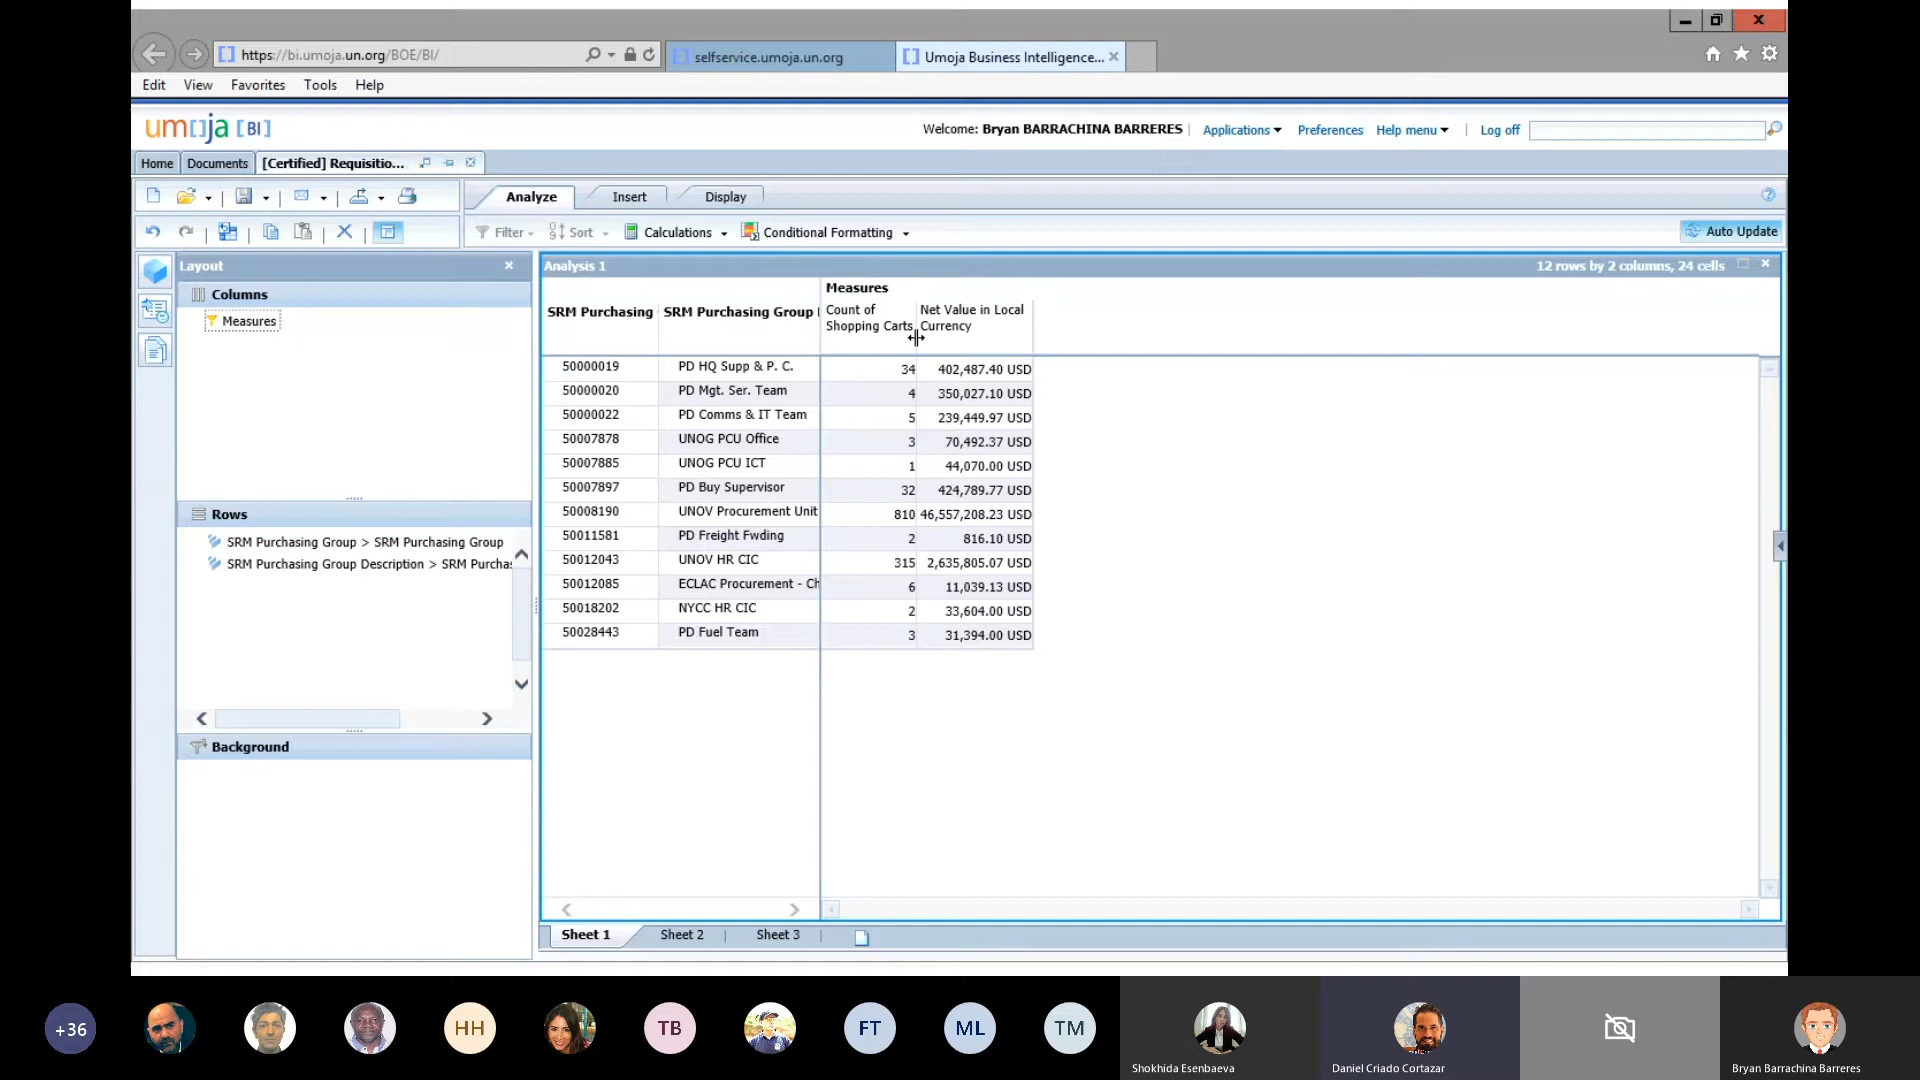 https://bi.umoja.un.org/BOE/BI/
selfservice.umoja.un.org
Umoja Business Intelligence...
Edit View Favorites Tools Help
um[]ja [BI]
Welcome: Bryan BARRACHINA BARRERES Applications Preferences Help menu Log off
Home Documents [Certified] Requisitio...
Analyze Insert Display
Filter Sort Calculations Conditional Formatting Auto Update
Layout
Columns
Measures
Rows
SRM Purchasing Group > SRM Purchasing Group
SRM Purchasing Group Description > SRM Purchas
Background
Analysis 1 12 rows by 2 columns, 24 cells
Measures
SRM Purchasing SRM Purchasing Group Count of Shopping Carts Net Value in Local Currency
50000019 PD HQ Supp & P. C. 34 402,487.40 USD
50000020 PD Mgt. Ser. Team 4 350,027.10 USD
50000022 PD Comms & IT Team 5 239,449.97 USD
50007878 UNOG PCU Office 3 70,492.37 USD
50007885 UNOG PCU ICT 1 44,070.00 USD
50007897 PD Buy Supervisor 32 424,789.77 USD
50008190 UNOV Procurement Unit 810 46,557,208.23 USD
50011581 PD Freight Fwding 2 816.10 USD
50012043 UNOV HR CIC 315 2,635,805.07 USD
50012085 ECLAC Procurement - Ch 6 11,039.13 USD
50018202 NYCC HR CIC 2 33,604.00 USD
50028443 PD Fuel Team 3 31,394.00 USD
Sheet 1 Sheet 2 Sheet 3
+36 HH TB FT ML TM
Shokhida Esenbaeva Daniel Criado Cortazar Bryan Barrachina Barreres